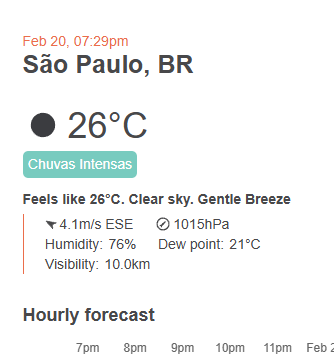 Feb 20, 07:29pm
São Paulo, BR
26°C
Chuvas Intensas
Feels like 26°C. Clear sky. Gentle Breeze
4.1m/s ESE 1015hPa
Humidity: 76% Dew point: 21°C
Visibility: 10.0km
Hourly forecast
7pm 8pm 9pm 10pm 11pm Feb